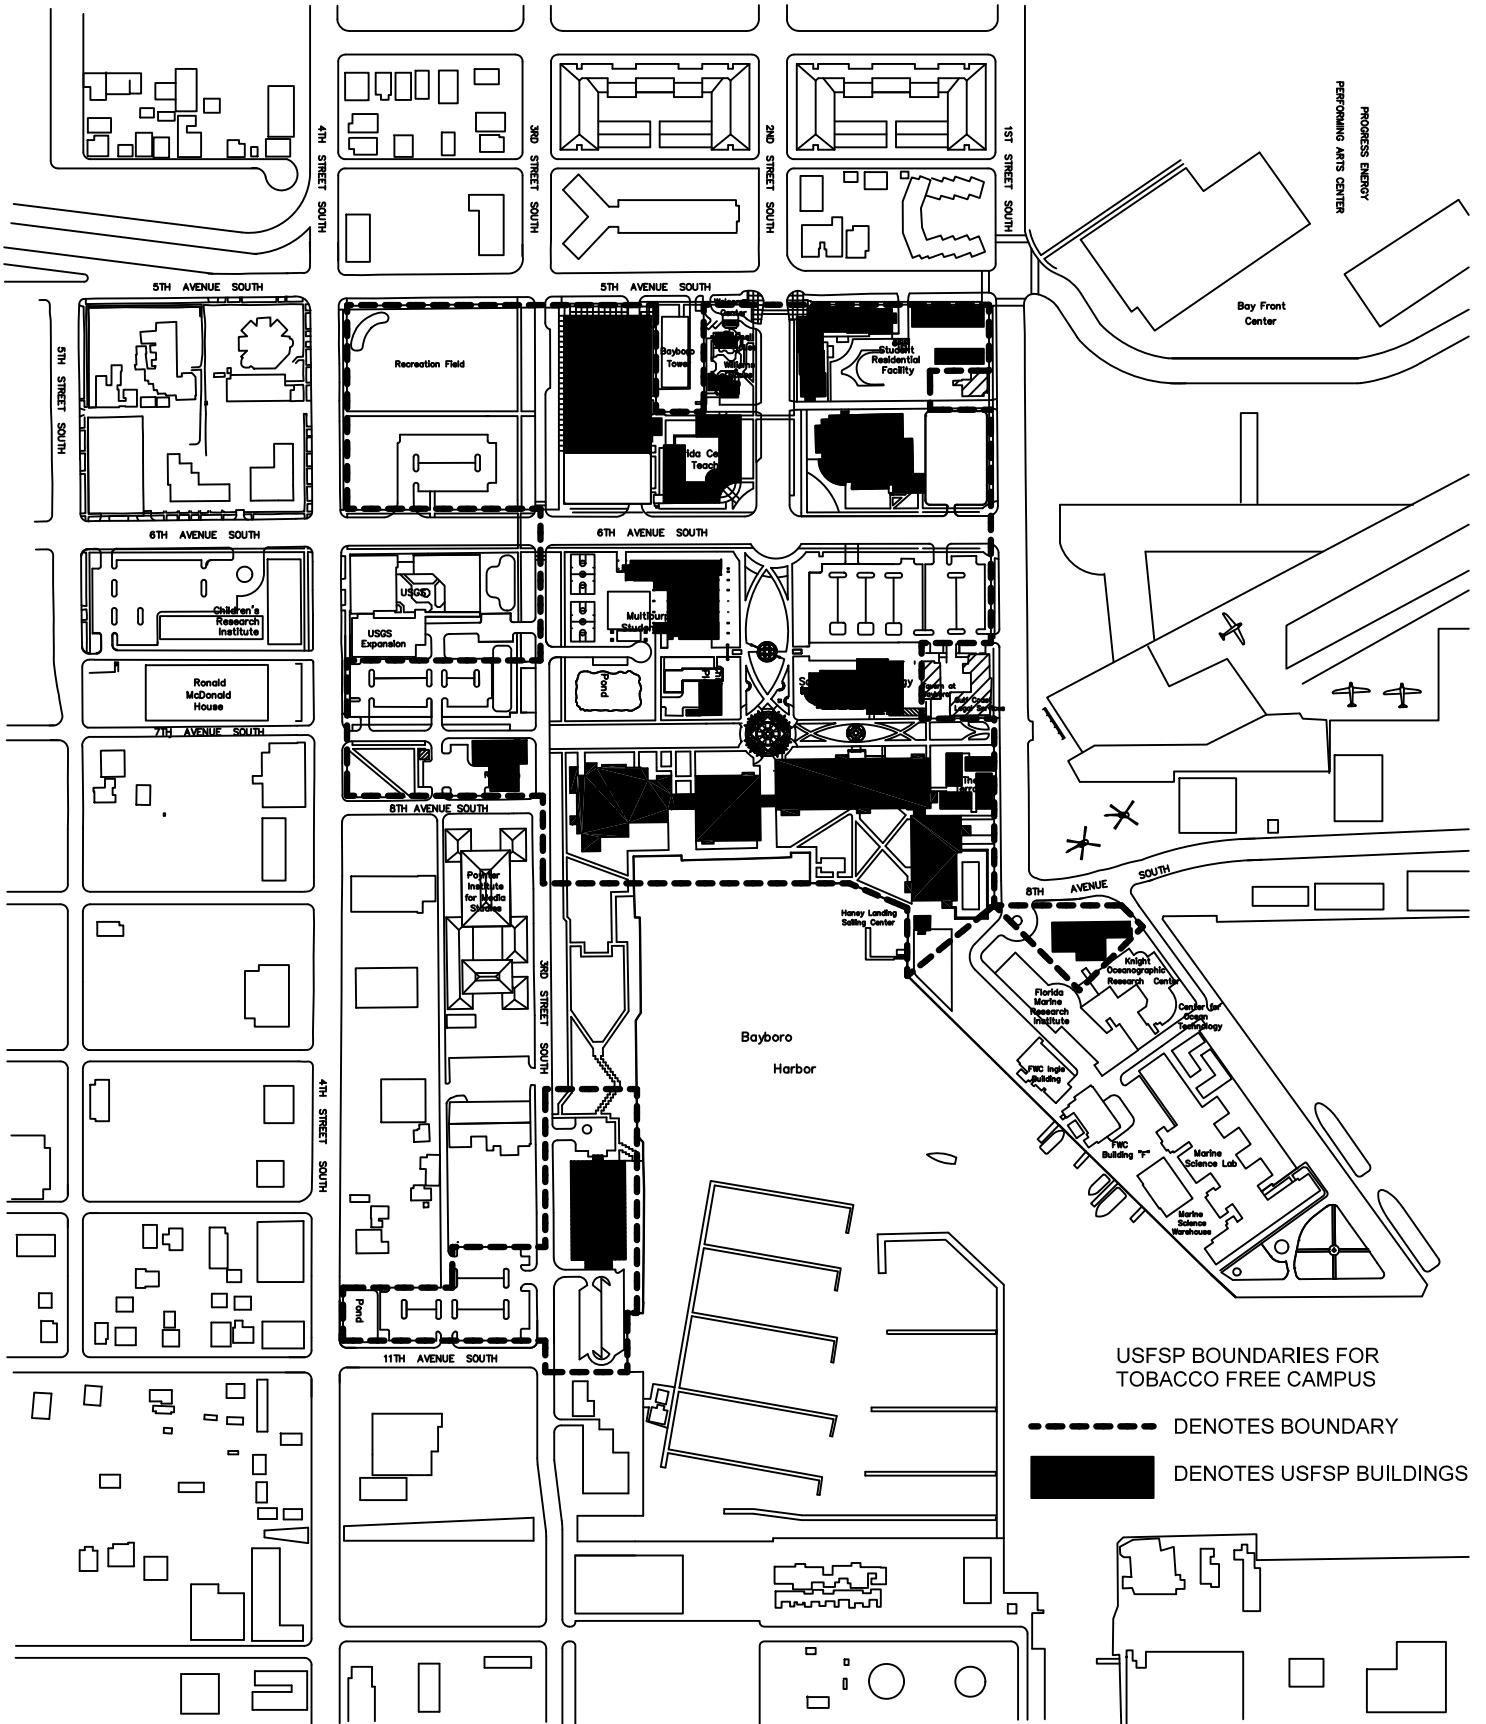 PROGRESS ENERGY
PERFORMING ARTS CENTER
4TH STREET SOUTH
3RD STREET SOUTH
2ND STREET SOUTH
1ST STREET SOUTH
5TH AVENUE SOUTH
5TH AVENUE SOUTH
Bay Front
Center
5TH STREET SOUTH
Recreation Field
Bayboro
Tower
Student
Residential
Facility
6TH AVENUE SOUTH
6TH AVENUE SOUTH
Children's
Research
Institute
USGS
USGS
Expansion
Ronald
McDonald
House
Pond
7TH AVENUE SOUTH
8TH AVENUE SOUTH
Poynter
Institute
for Media
Studies
8TH AVENUE SOUTH
Haney Landing
Sailing Center
Knight
Oceanographic
Research Center
Florida
Marine
Research
Institute
Center for
Ocean
Technology
3RD STREET SOUTH
Bayboro
Harbor
FWC Ingle
Building
4TH STREET SOUTH
FWC
Building "F"
Marine
Science Lab
Marine
Science
Warehouse
Pond
11TH AVENUE SOUTH
USFSP BOUNDARIES FOR
TOBACCO FREE CAMPUS
DENOTES BOUNDARY
DENOTES USFSP BUILDINGS